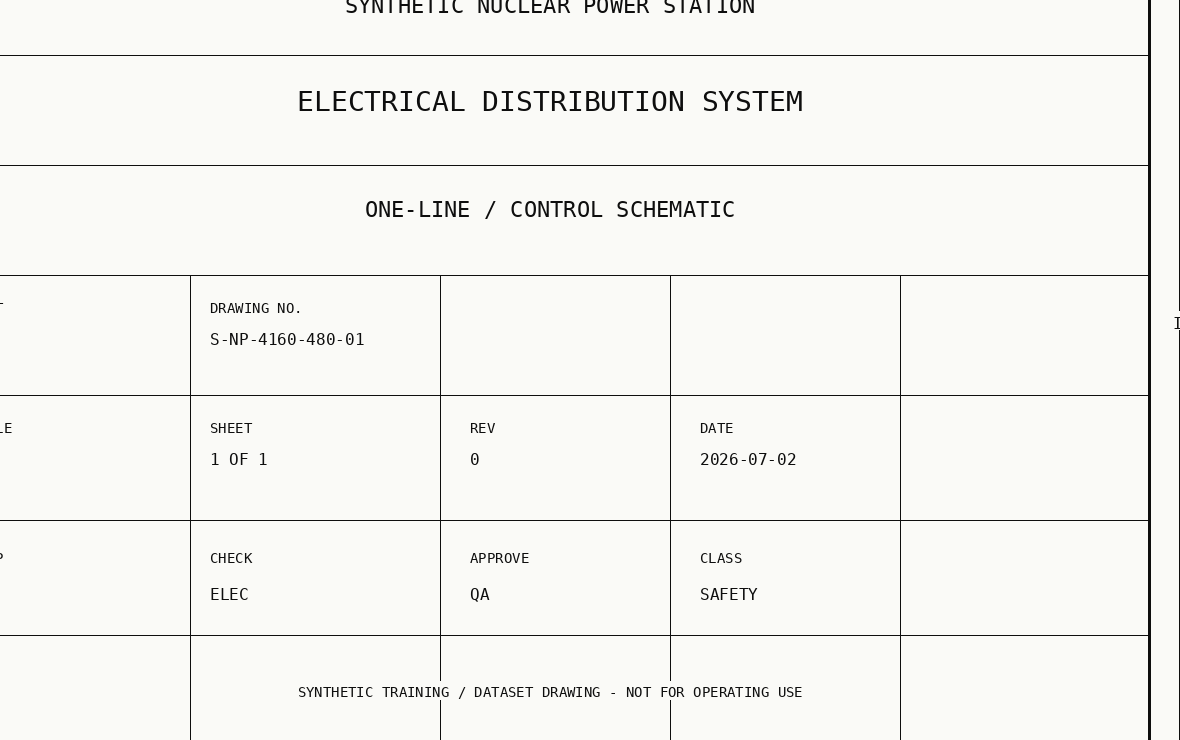 SYNTHETIC NUCLEAR POWER STATION
ELECTRICAL DISTRIBUTION SYSTEM
ONE-LINE / CONTROL SCHEMATIC
DRAWING NO.
S-NP-4160-480-01
SHEET REV DATE
1 OF 1 0 2026-07-02
CHECK APPROVE CLASS
ELEC QA SAFETY
SYNTHETIC TRAINING / DATASET DRAWING - NOT FOR OPERATING USE